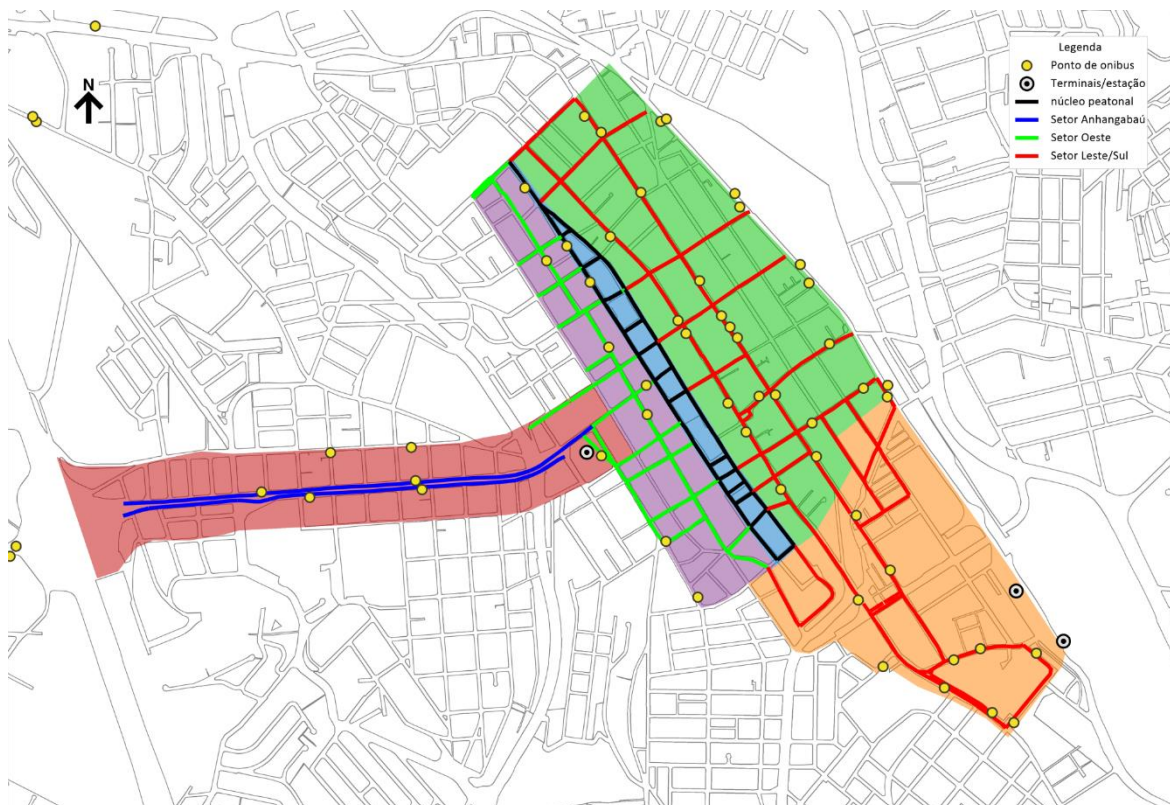 N
Legenda
Ponto de onibus
Terminais/estação
núcleo peatonal
Setor Anhangabaú
Setor Oeste
Setor Leste/Sul